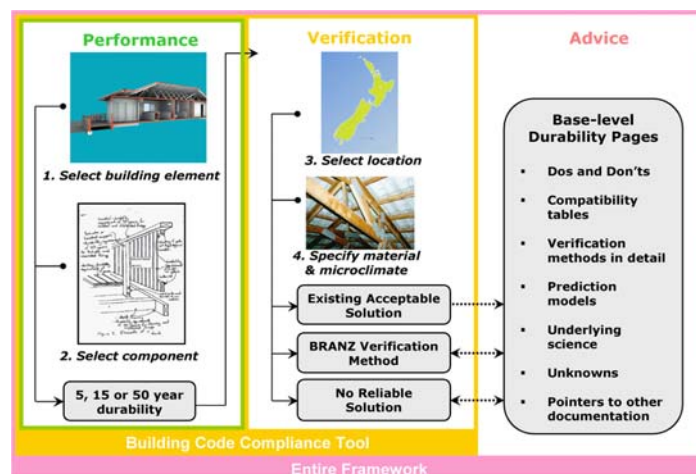 Performance
1. Select building element
2. Select component
5, 15 or 50 year
durability
Verification
3. Select location
4. Specify material
& microclimate
Existing Acceptable
Solution
BRANZ Verification
Method
No Reliable
Solution
Advice
Base-level
Durability Pages
▪ Dos and Don'ts
▪ Compatibility
tables
▪ Verification
methods in detail
▪ Prediction
models
▪ Underlying
science
▪ Unknowns
▪ Pointers to other
documentation
Building Code Compliance Tool
Entire Framework